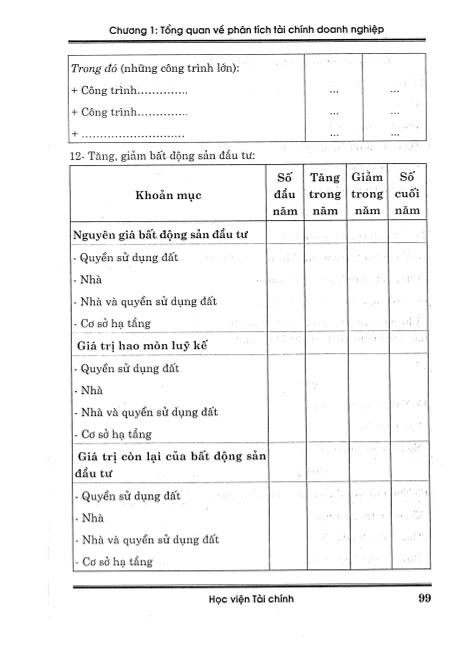 Chương 1: Tổng quan về phân tích tài chính doanh nghiệp
Trong đó (những công trình lớn):
+ Công trình.............. ... ...
+ Công trình.............. ... ...
+ ............................ ... ...
12- Tăng, giảm bất động sản đầu tư:
Khoản mục
Số đầu năm
Tăng trong năm
Giảm trong năm
Số cuối năm
Nguyên giá bất động sản đầu tư
- Quyền sử dụng đất
- Nhà
- Nhà và quyền sử dụng đất
- Cơ sở hạ tầng
Giá trị hao mòn luỹ kế
- Quyền sử dụng đất
- Nhà
- Nhà và quyền sử dụng đất
- Cơ sở hạ tầng
Giá trị còn lại của bất động sản
đầu tư
- Quyền sử dụng đất
- Nhà
- Nhà và quyền sử dụng đất
- Cơ sở hạ tầng
Học viện Tài chính 99